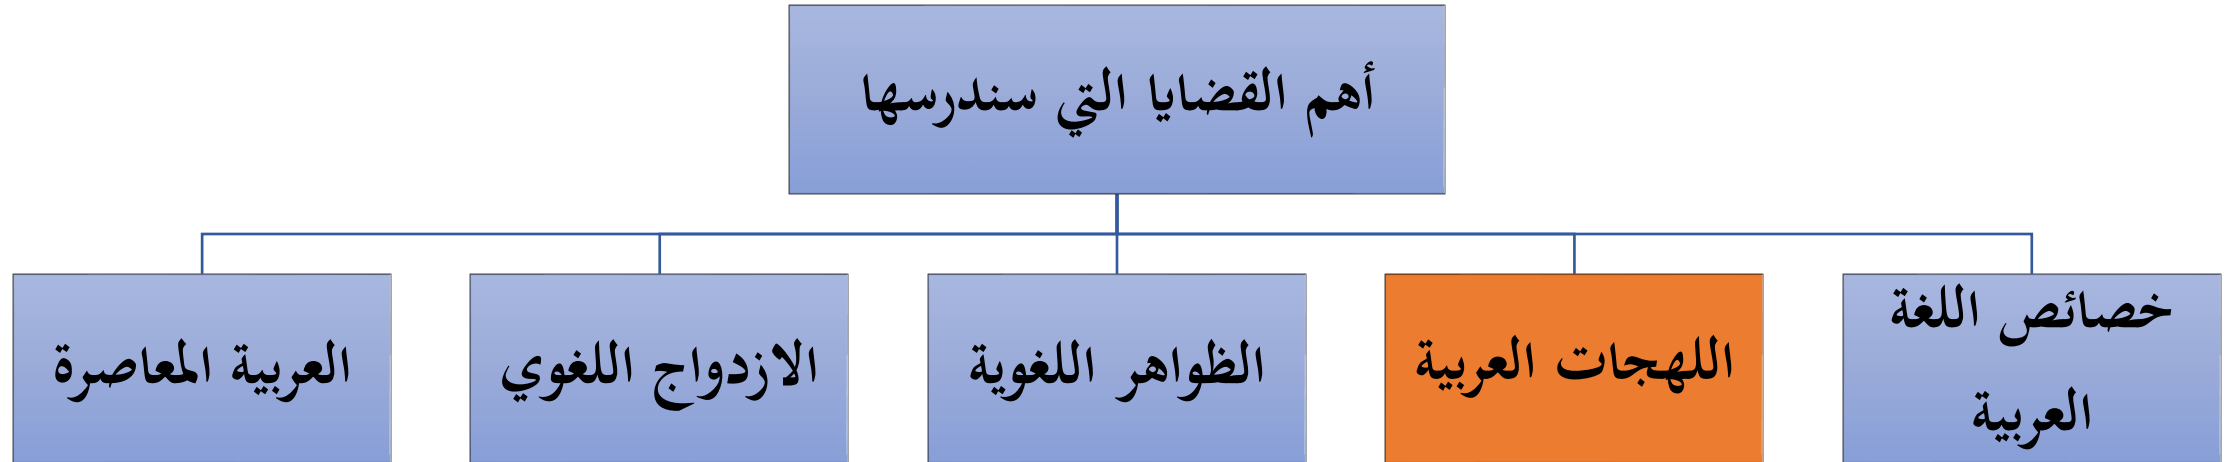 أهم القضايا التي سندرسها
خصائص اللغة
العربية
اللهجات العربية
الظواهر اللغوية
الازدواج اللغوي
العربية المعاصرة